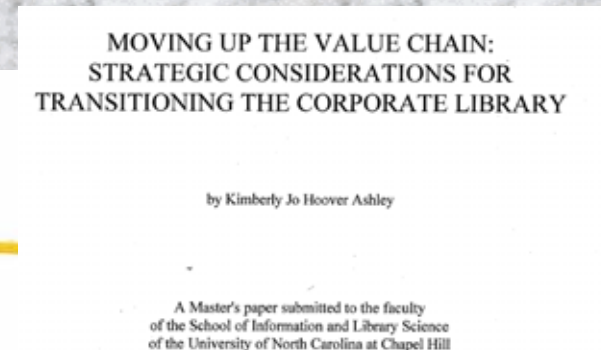 MOVING UP THE VALUE CHAIN:
STRATEGIC CONSIDERATIONS FOR
TRANSITIONING THE CORPORATE LIBRARY
by Kimberly Jo Hoover Ashley
A Master's paper submitted to the faculty
of the School of Information and Library Science
of the University of North Carolina at Chapel Hill